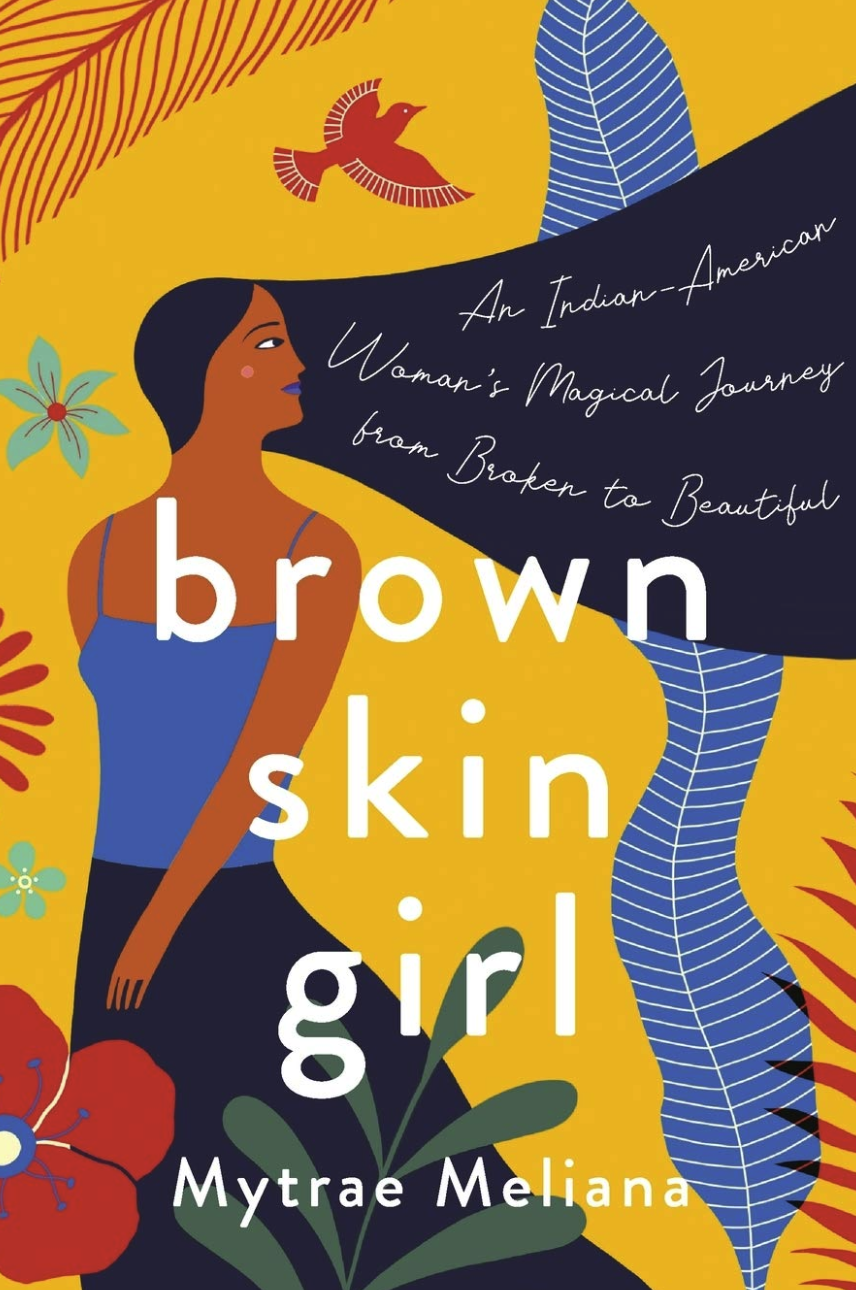 An Indian-American
Woman's Magical Journey
from Broken to Beautiful
brown
skin
girl
Mytrae Meliana